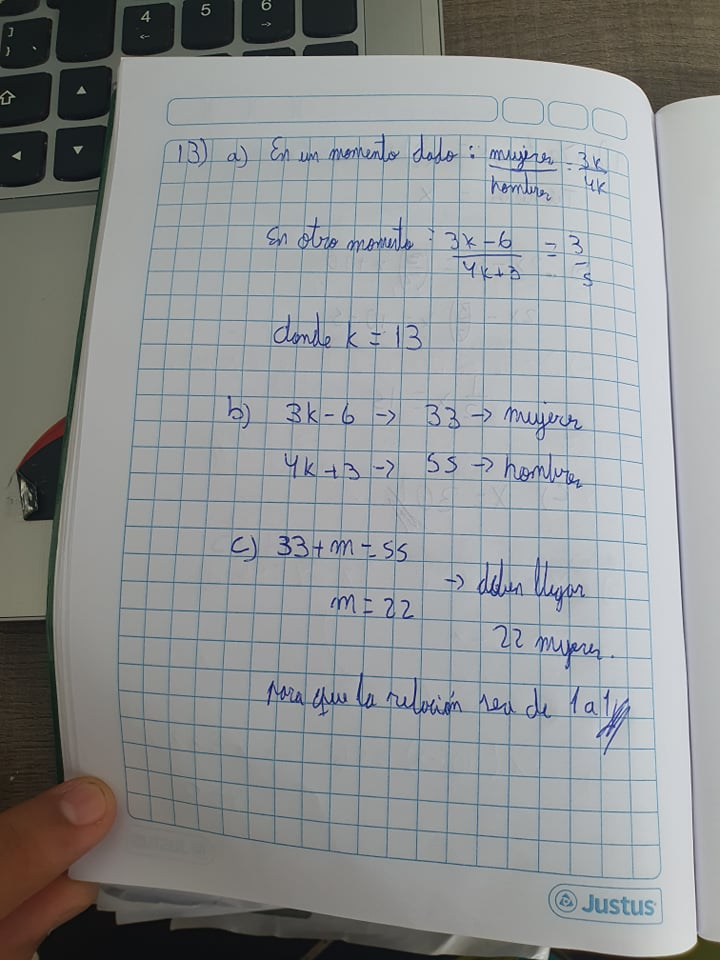 4
5
6
13) a) En un momento dado : mujeres/hombres = 3k/4k
En otro momento : 3k-6/4k+3 = 3/5
donde k = 13
b) 3k-6 -> 33 -> mujeres
4k+3 -> 55 -> hombres
c) 33+m=55
m=22
-> deben llegar
22 mujeres.
para que la relación sea de 1 a 1
Justus